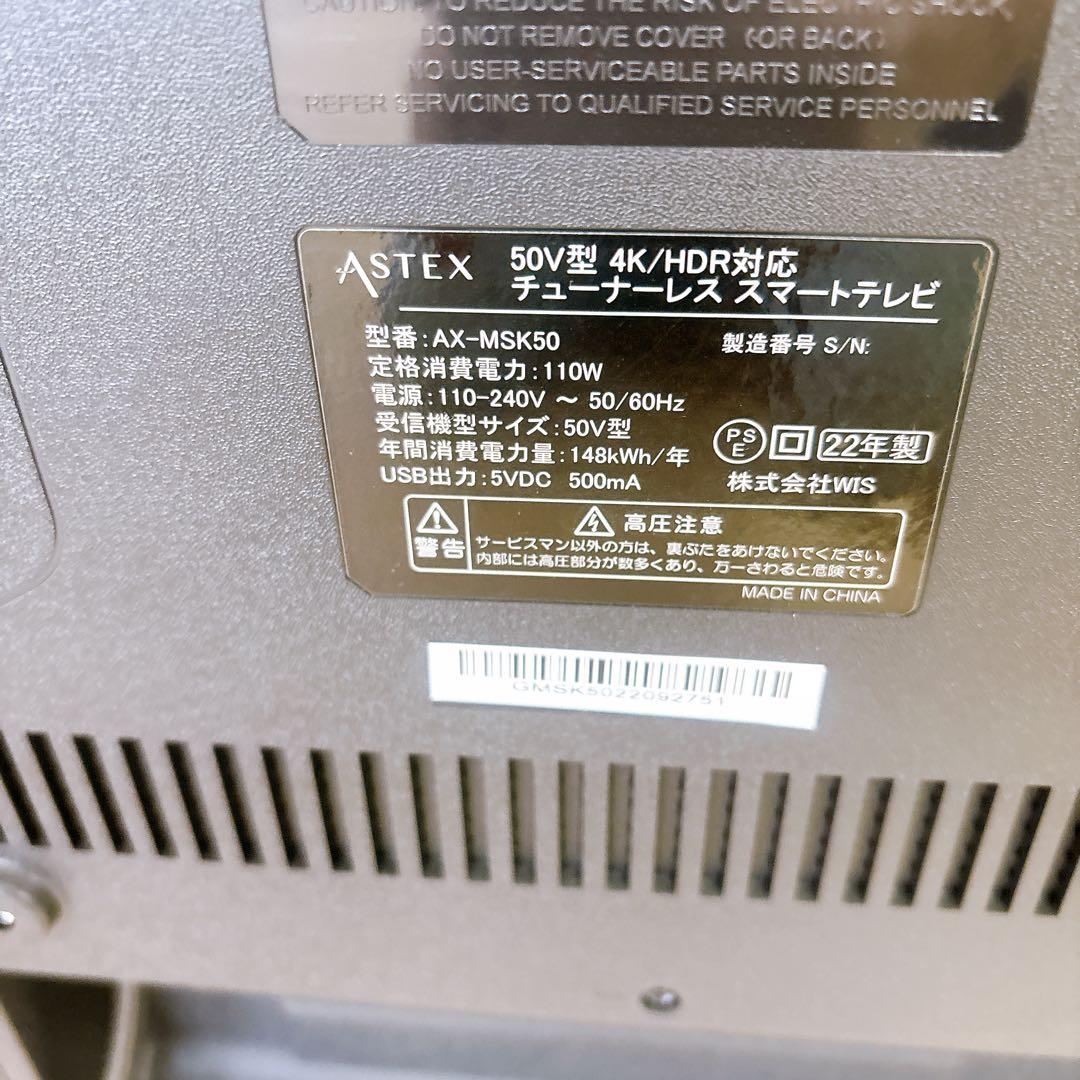 CAUTION: TO REDUCE THE RISK OF ELECTRIC SHOCK,
DO NOT REMOVE COVER (OR BACK)
NO USER-SERVICEABLE PARTS INSIDE
REFER SERVICING TO QUALIFIED SERVICE PERSONNEL
ASTEX
50V型 4K/HDR対応
チューナーレス スマートテレビ
型番:AX-MSK50
製造番号 S/N:
定格消費電力:110W
電源:110-240V ~ 50/60Hz
受信機型サイズ:50V型
年間消費電力量:148kWh/年
USB出力:5VDC 500mA
PSE
22年製
株式会社WIS
警告
高圧注意
サービスマン以外の方は、裏ぶたをあけないでください。
内部には高圧部分が数多くあり、万一さわると危険です。
MADE IN CHINA
GMSK5022092751